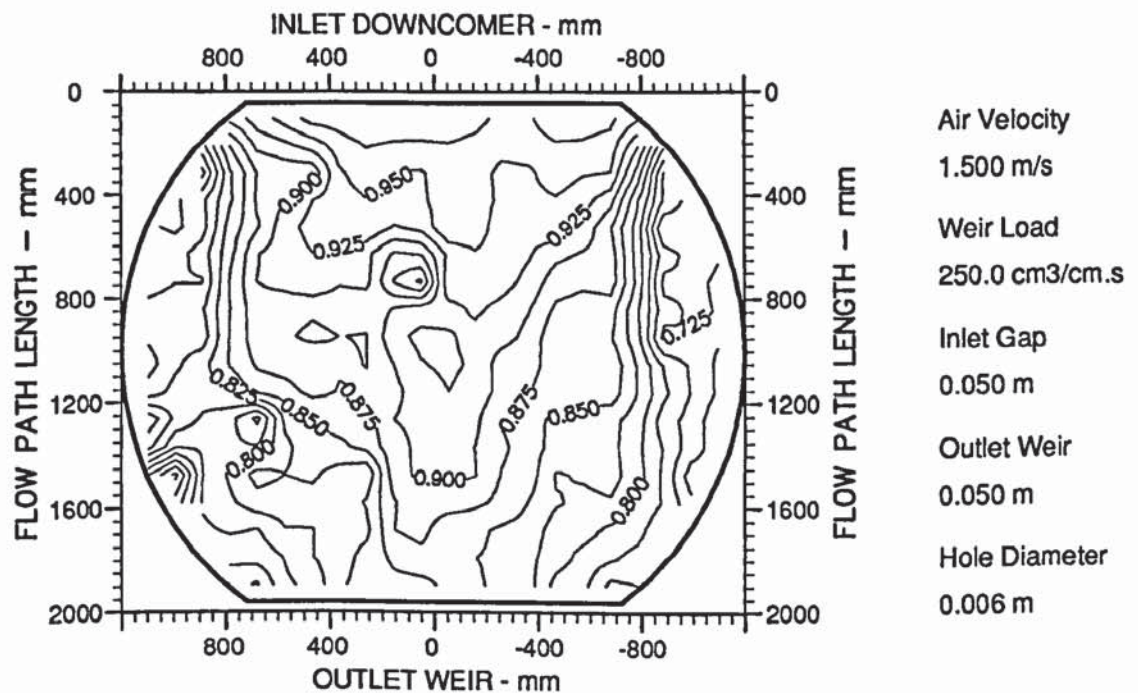 INLET DOWNCOMER - mm
800 400 0 -400 -800
0 0
400 400
800 800
1200 1200
1600 1600
2000 2000
FLOW PATH LENGTH — mm
FLOW PATH LENGTH — mm
0.900
0.950
0.925
0.925
0.725
0.825
0.850
0.875
0.875
0.850
0.800
0.900
0.800
800 400 0 -400 -800
OUTLET WEIR - mm
Air Velocity
1.500 m/s
Weir Load
250.0 cm3/cm.s
Inlet Gap
0.050 m
Outlet Weir
0.050 m
Hole Diameter
0.006 m